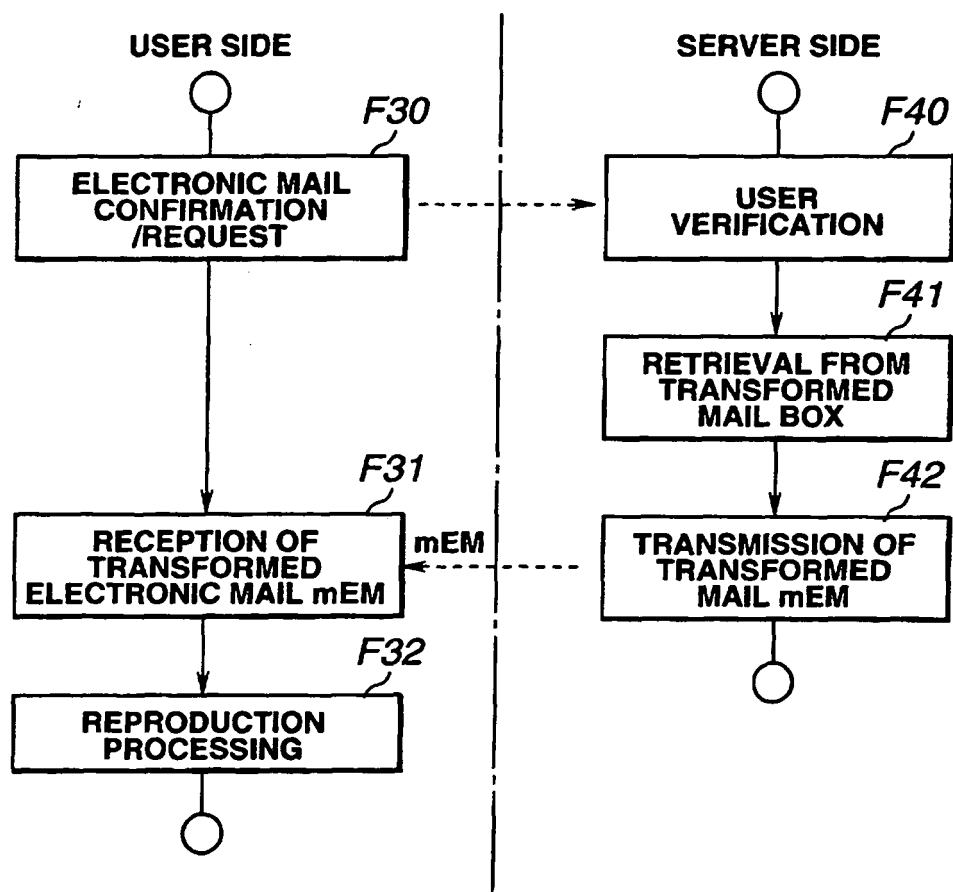 USER SIDE
F30
ELECTRONIC MAIL
CONFIRMATION
/REQUEST
F31
RECEPTION OF
TRANSFORMED
ELECTRONIC MAIL mEM
F32
REPRODUCTION
PROCESSING
mEM
SERVER SIDE
F40
USER
VERIFICATION
F41
RETRIEVAL FROM
TRANSFORMED
MAIL BOX
F42
TRANSMISSION OF
TRANSFORMED
MAIL mEM